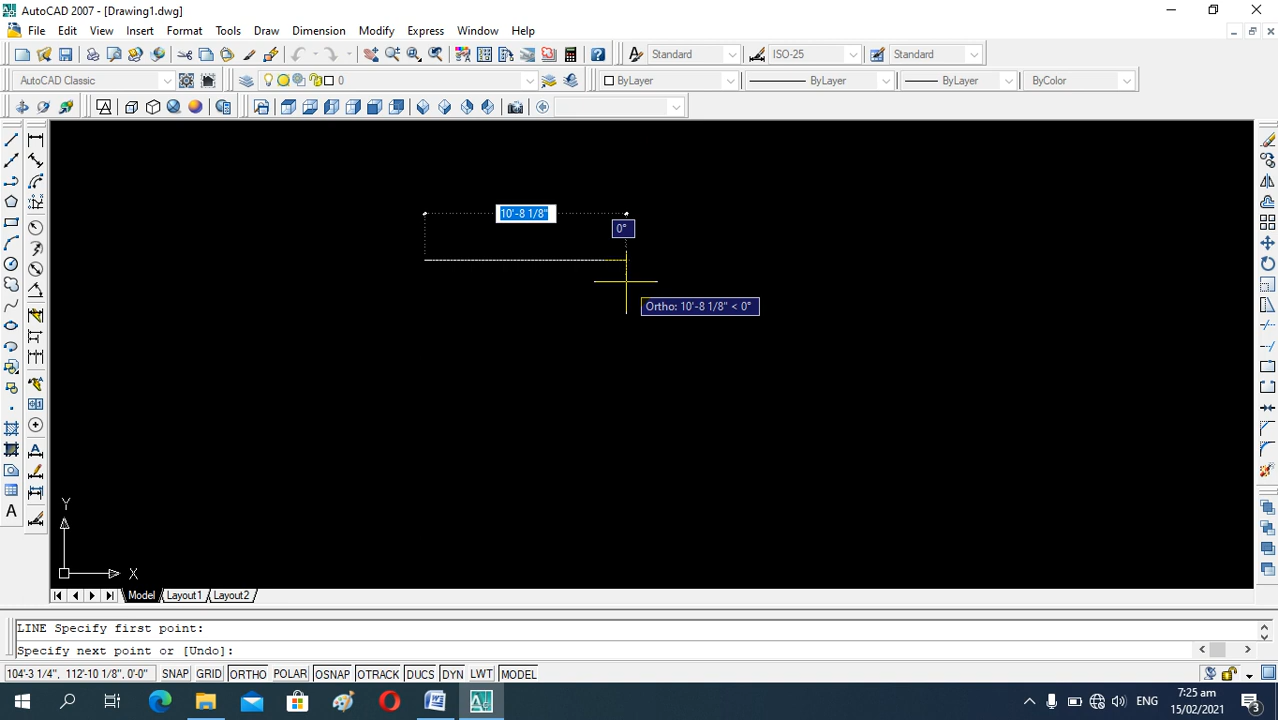 AutoCAD 2007 - [Drawing1.dwg]
File Edit View Insert Format Tools Draw Dimension Modify Express Window Help
Standard ISO-25 Standard
AutoCAD Classic 0 ByLayer ByLayer ByLayer ByColor
10'-8 1/8"
0°
Ortho: 10'-8 1/8" < 0°
A
Y
X
Model Layout1 Layout2
LINE Specify first point:
Specify next point or [Undo]:
104'-3 1/4", 112'-10 1/8", 0'-0" SNAP GRID ORTHO POLAR OSNAP OTRACK DUCS DYN LWT MODEL
ENG 7:25 am
15/02/2021 3